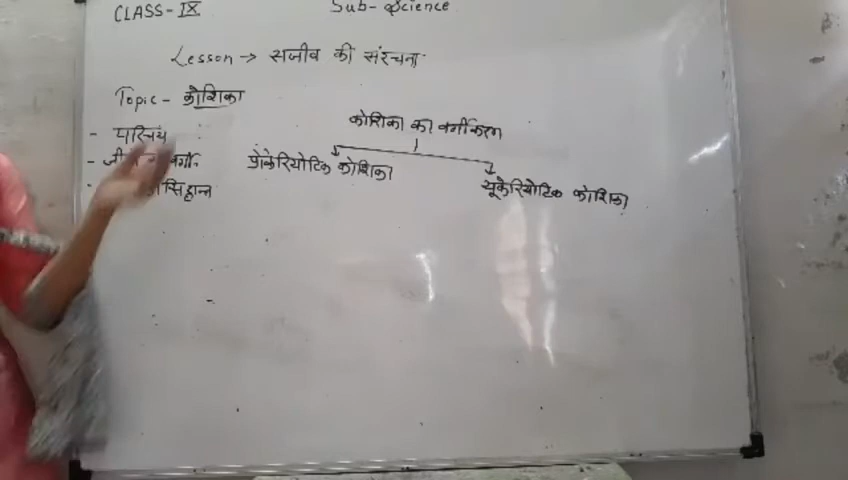 CLASS-IX Sub-Science
Lesson → सजीव की संरचना
Topic - कोशिका
कोशिका का वर्गीकरण
- परिचय
प्रोकैरियोटिक कोशिका
यूकेरियोटिक कोशिका